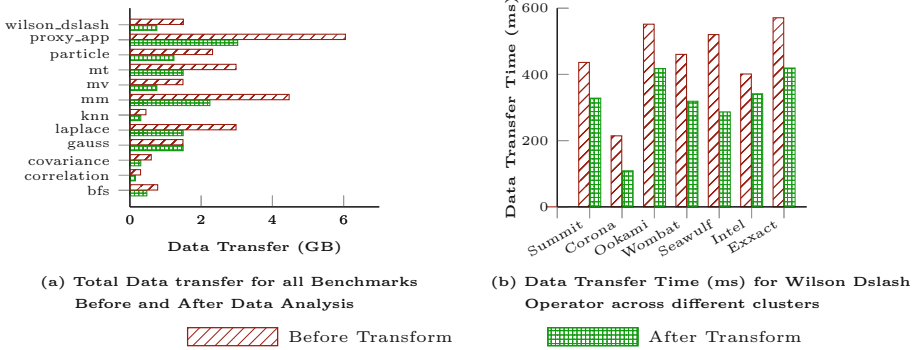 wilson_dslash
proxy_app
particle
mt
mv
mm
knn
laplace
gauss
covariance
correlation
bfs
0 2 4 6
Data Transfer (GB)
(a) Total Data transfer for all Benchmarks
Before and After Data Analysis
Data Transfer Time (ms)
600
400
200
0
Summit
Corona
Ookami
Wombat
Seawulf
Intel
Exxact
(b) Data Transfer Time (ms) for Wilson Dslash
Operator across different clusters
Before Transform After Transform